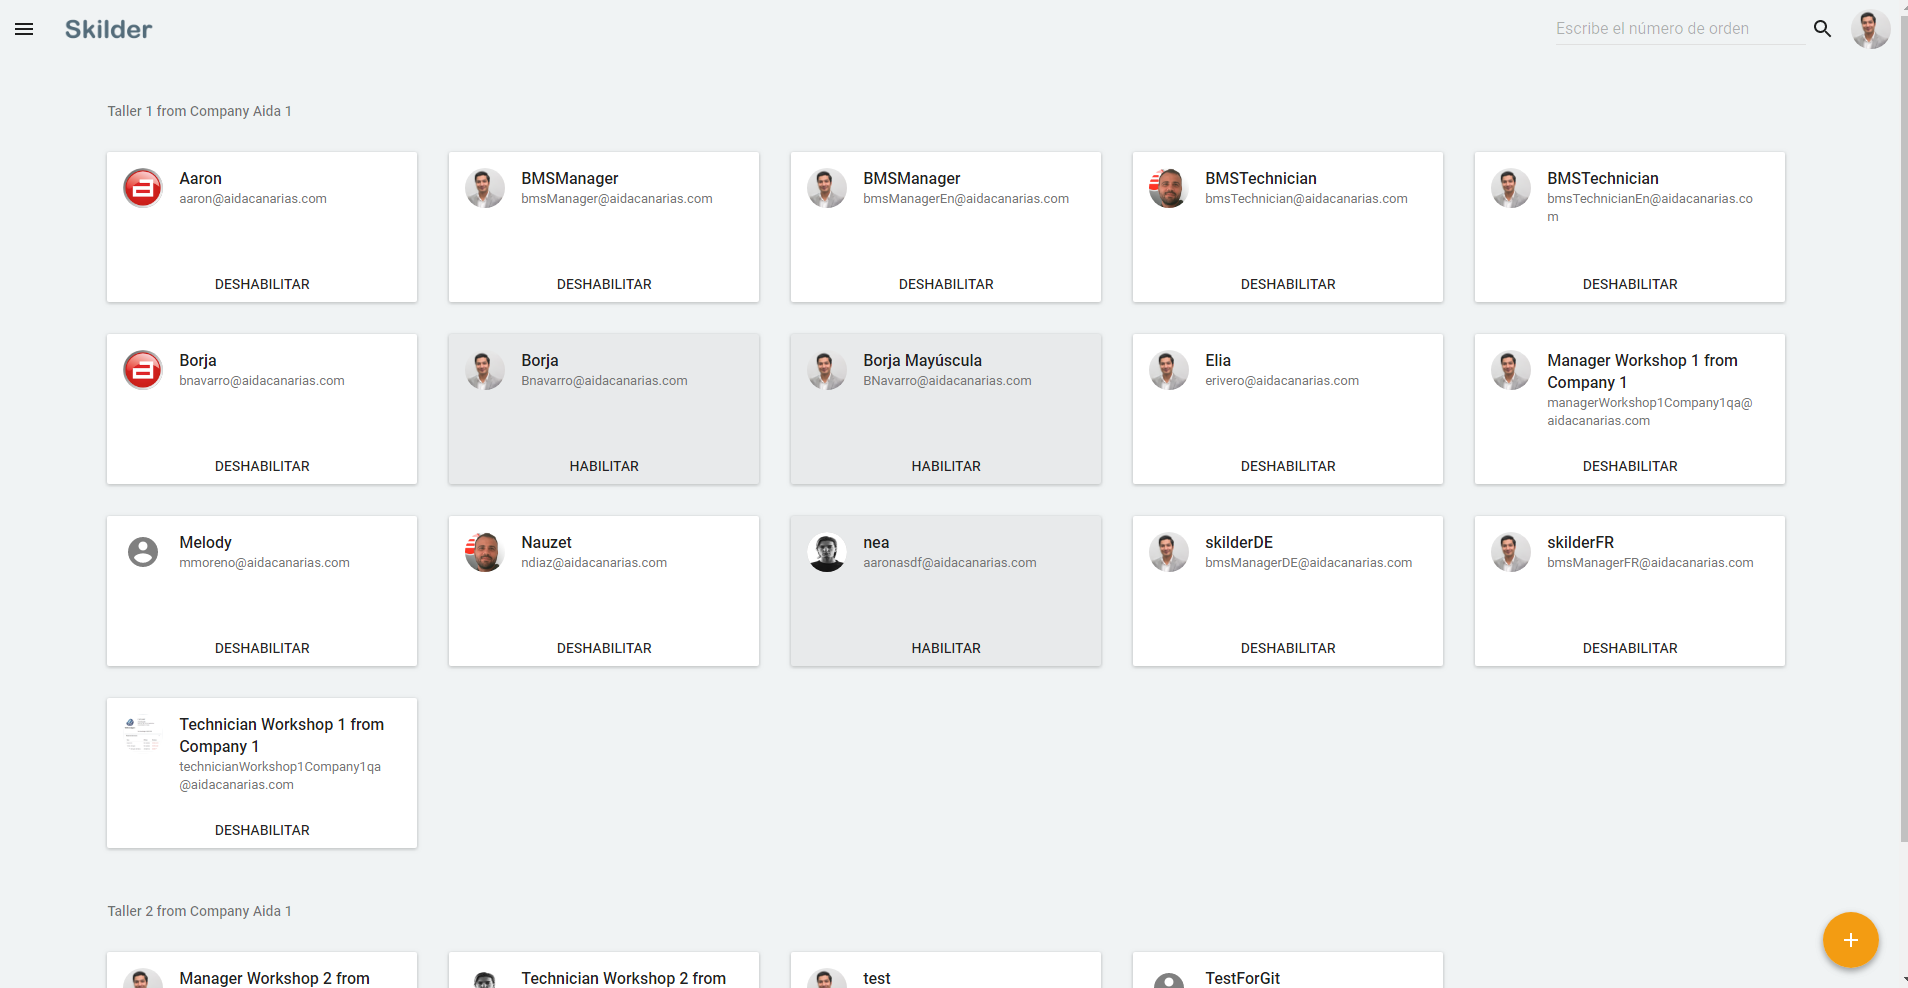 Skilder
Escribe el número de orden
Taller 1 from Company Aida 1
Aaron
aaron@aidacanarias.com
DESHABILITAR
BMSManager
bmsManager@aidacanarias.com
DESHABILITAR
BMSManager
bmsManagerEn@aidacanarias.com
DESHABILITAR
BMSTechnician
bmsTechnician@aidacanarias.com
DESHABILITAR
BMSTechnician
bmsTechnicianEn@aidacanarias.co
m
DESHABILITAR
Borja
bnavarro@aidacanarias.com
DESHABILITAR
Borja
Bnavarro@aidacanarias.com
HABILITAR
Borja Mayúscula
BNavarro@aidacanarias.com
HABILITAR
Elia
erivero@aidacanarias.com
DESHABILITAR
Manager Workshop 1 from
Company 1
managerWorkshop1Company1qa@
aidacanarias.com
DESHABILITAR
Melody
mmoreno@aidacanarias.com
DESHABILITAR
Nauzet
ndiaz@aidacanarias.com
DESHABILITAR
nea
aaronasdf@aidacanarias.com
HABILITAR
skilderDE
bmsManagerDE@aidacanarias.com
DESHABILITAR
skilderFR
bmsManagerFR@aidacanarias.com
DESHABILITAR
Technician Workshop 1 from
Company 1
technicianWorkshop1Company1qa
@aidacanarias.com
DESHABILITAR
Taller 2 from Company Aida 1
Manager Workshop 2 from
Technician Workshop 2 from
test
TestForGit